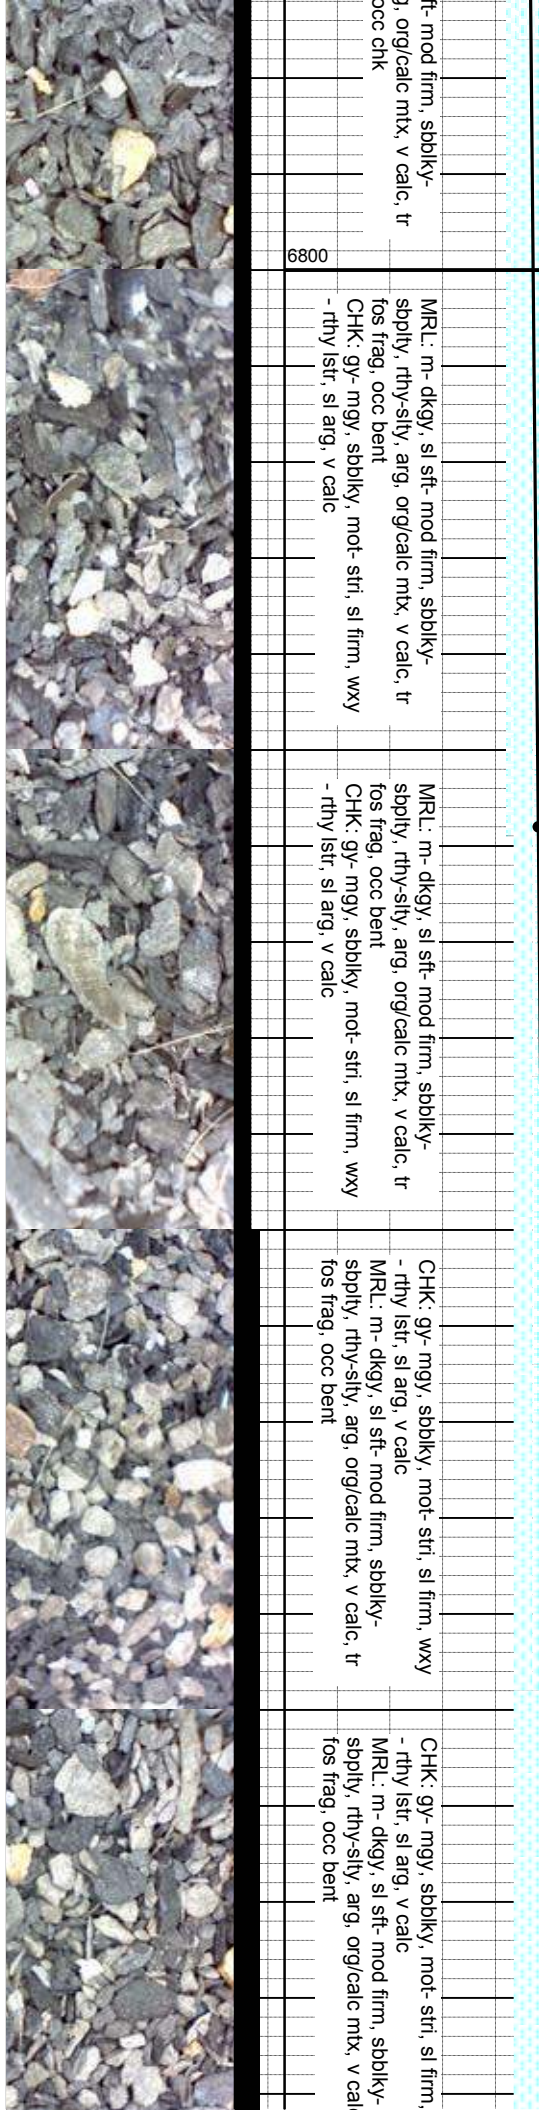 ft- mod firm, sbblky-
g, org/calc mtx, v calc, tr
occ chk
6800
MRL: m- dkgy, sl sft- mod firm, sbblky-
sbplty, rthy-slty, arg, org/calc mtx, v calc, tr
fos frag, occ bent
CHK: gy- mgy, sbblky, mot- stri, sl firm, wxy
- rthy lstr, sl arg, v calc
MRL: m- dkgy, sl sft- mod firm, sbblky-
sbplty, rthy-slty, arg, org/calc mtx, v calc, tr
fos frag, occ bent
CHK: gy- mgy, sbblky, mot- stri, sl firm, wxy
- rthy lstr, sl arg, v calc
CHK: gy- mgy, sbblky, mot- stri, sl firm, wxy
- rthy lstr, sl arg, v calc
MRL: m- dkgy, sl sft- mod firm, sbblky-
sbplty, rthy-slty, arg, org/calc mtx, v calc, tr
fos frag, occ bent
CHK: gy- mgy, sbblky, mot- stri, sl firm,
- rthy lstr, sl arg, v calc
MRL: m- dkgy, sl sft- mod firm, sbblky-
sbplty, rthy-slty, arg, org/calc mtx, v calc
fos frag, occ bent